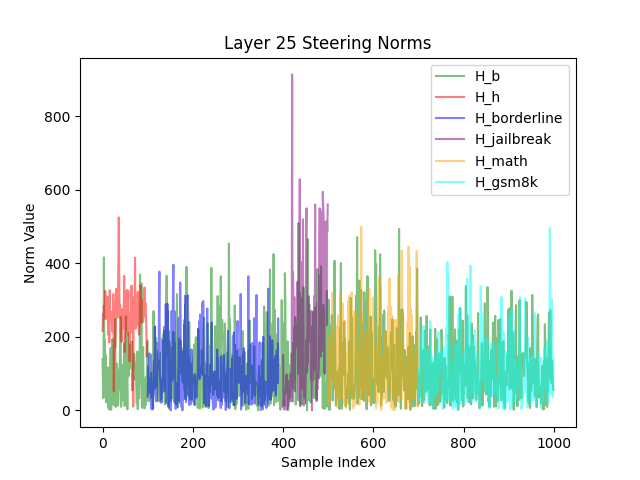 Layer 25 Steering Norms
H_b
H_h
H_borderline
H_jailbreak
H_math
H_gsm8k
Norm Value
800
600
400
200
0
0
200
400
600
800
1000
Sample Index